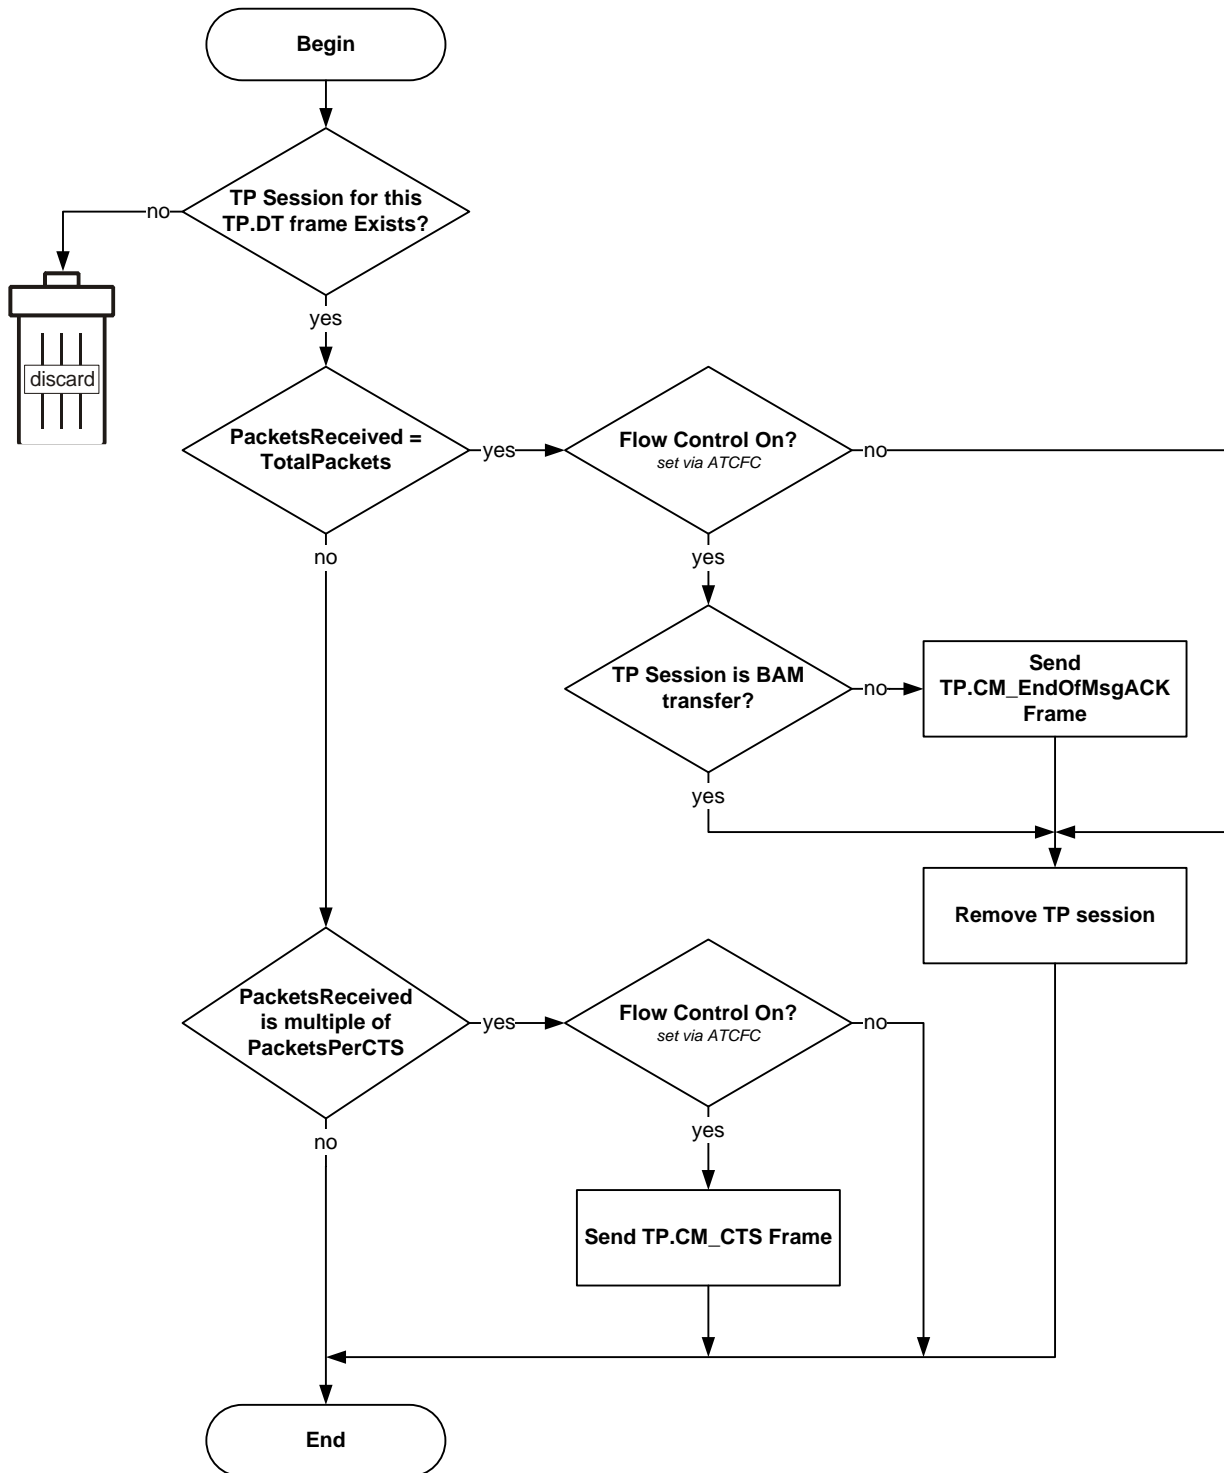 Begin
TP Session for this
TP.DT frame Exists?
no
discard
yes
PacketsReceived =
TotalPackets
yes
Flow Control On?
set via ATCFC
no
no
yes
TP Session is BAM
transfer?
no
Send
TP.CM_EndOfMsgACK
Frame
yes
Remove TP session
PacketsReceived
is multiple of
PacketsPerCTS
yes
Flow Control On?
set via ATCFC
no
no
yes
Send TP.CM_CTS Frame
End